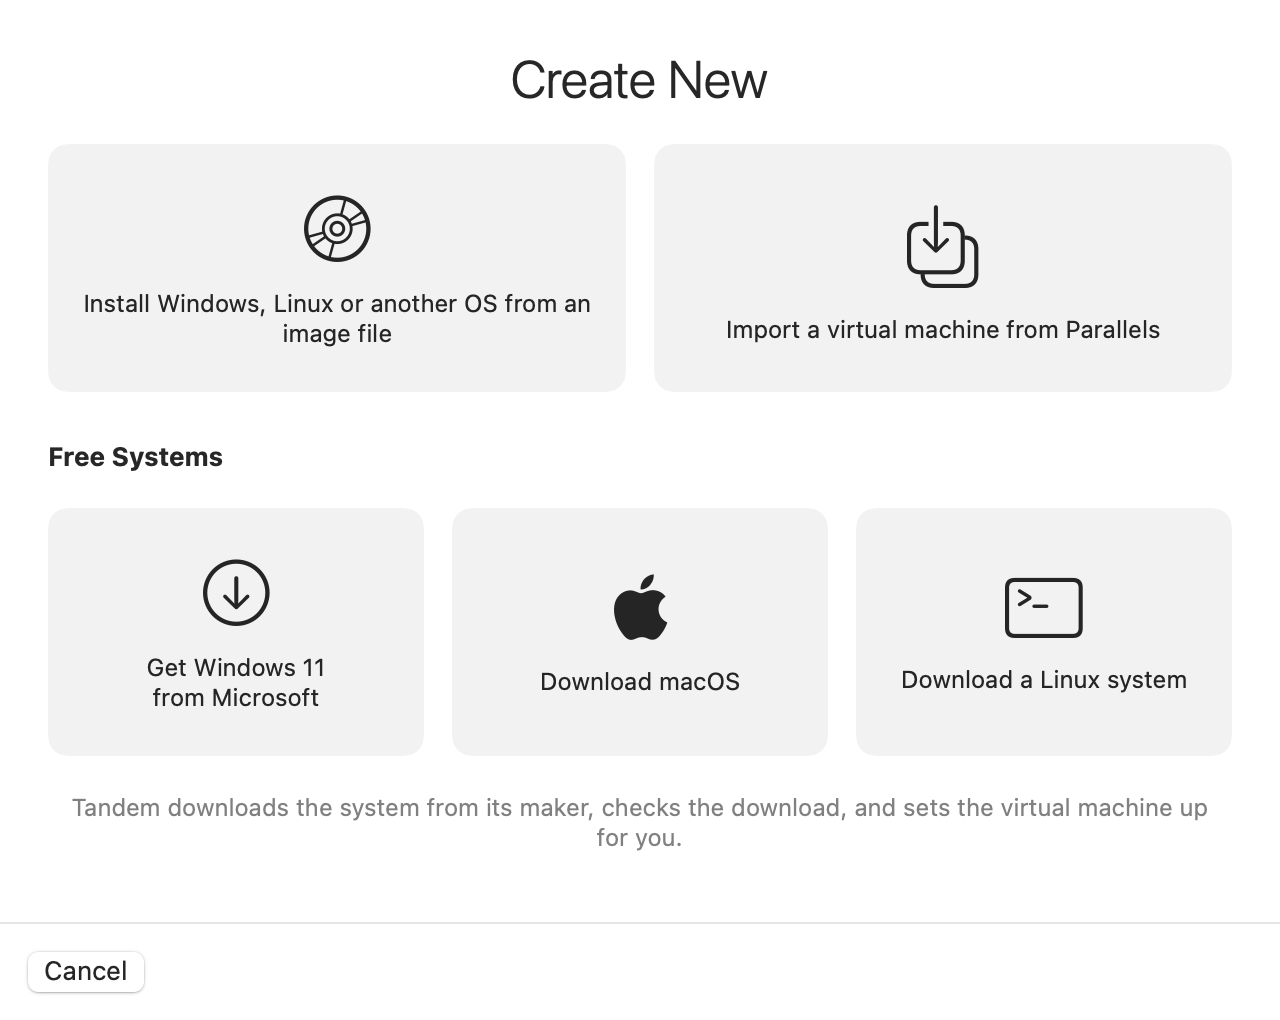 Create New
Install Windows, Linux or another OS from an
image file
Import a virtual machine from Parallels
Free Systems
Get Windows 11
from Microsoft
Download macOS
>_
Download a Linux system
Tandem downloads the system from its maker, checks the download, and sets the virtual machine up
for you.
Cancel